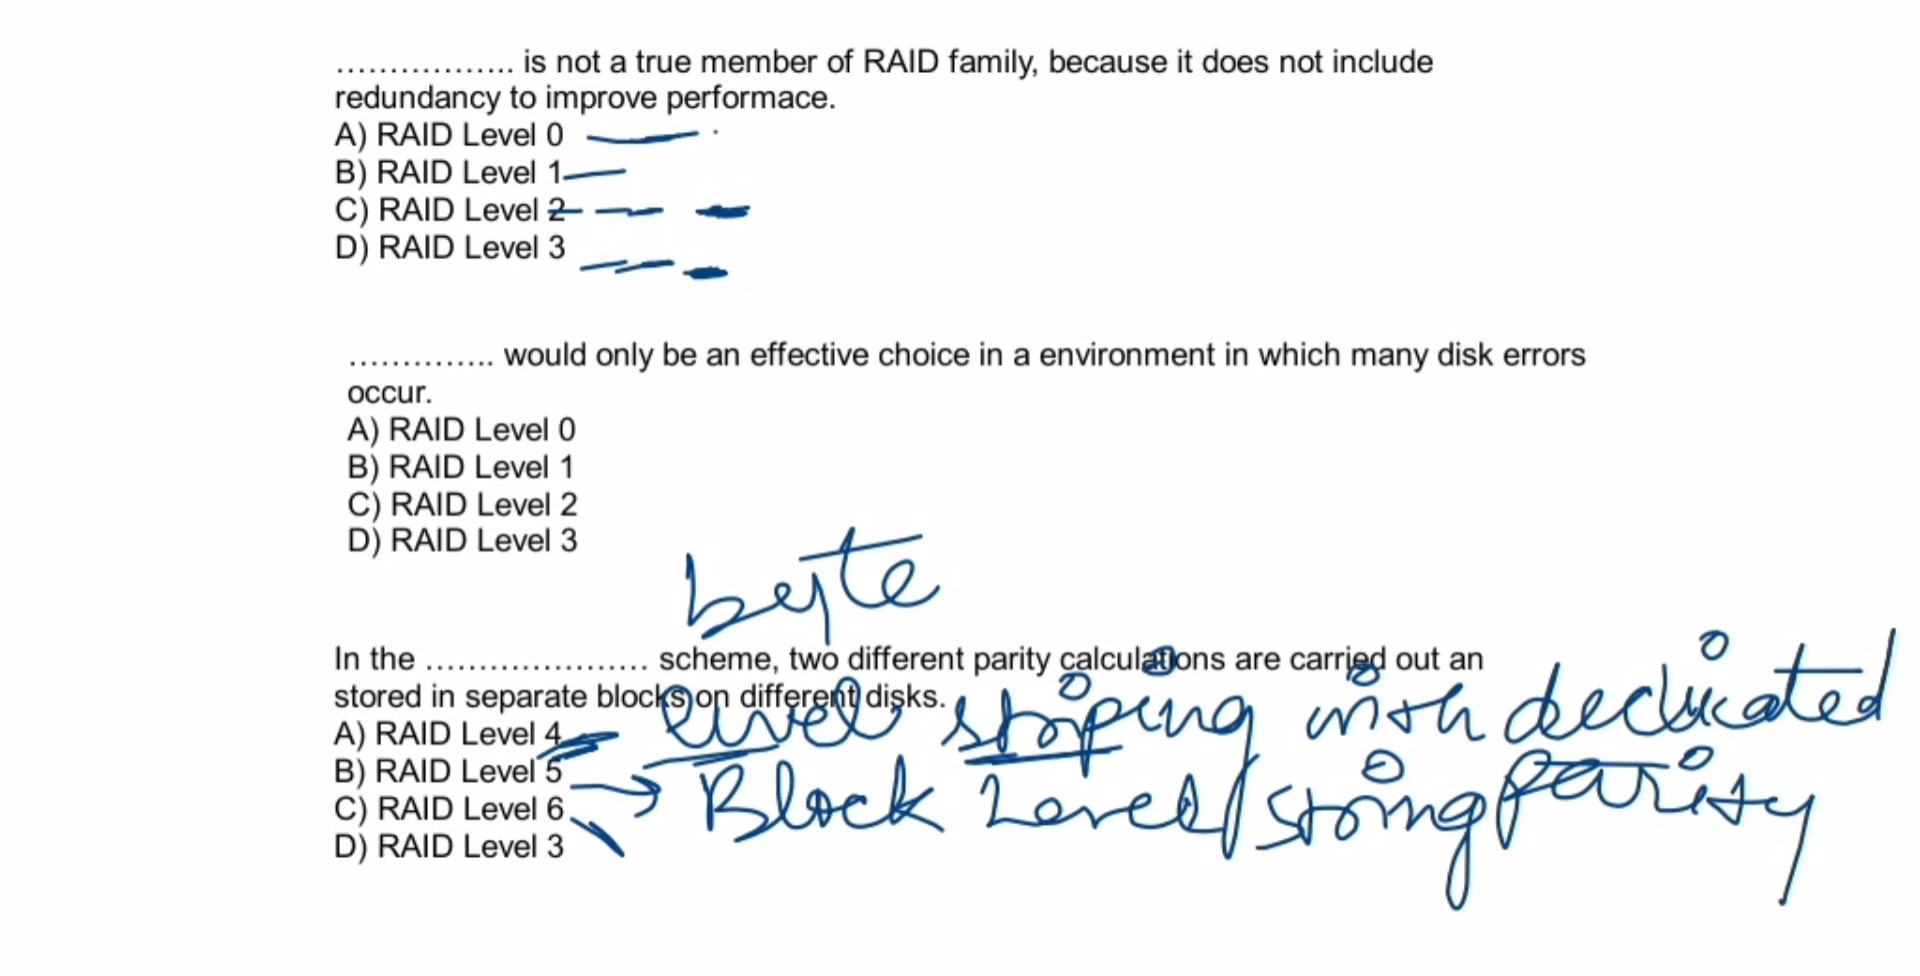 ................. is not a true member of RAID family, because it does not include
redundancy to improve performace.
A) RAID Level 0
B) RAID Level 1
C) RAID Level 2
D) RAID Level 3
.............. would only be an effective choice in a environment in which many disk errors
occur.
A) RAID Level 0
B) RAID Level 1
C) RAID Level 2
D) RAID Level 3
byte
In the ..................... scheme, two different parity calculations are carried out an
stored in separate blocks on different disks.
A) RAID Level 4
level striping with dedicated
B) RAID Level 5
parity
C) RAID Level 6
Block Level
D) RAID Level 3